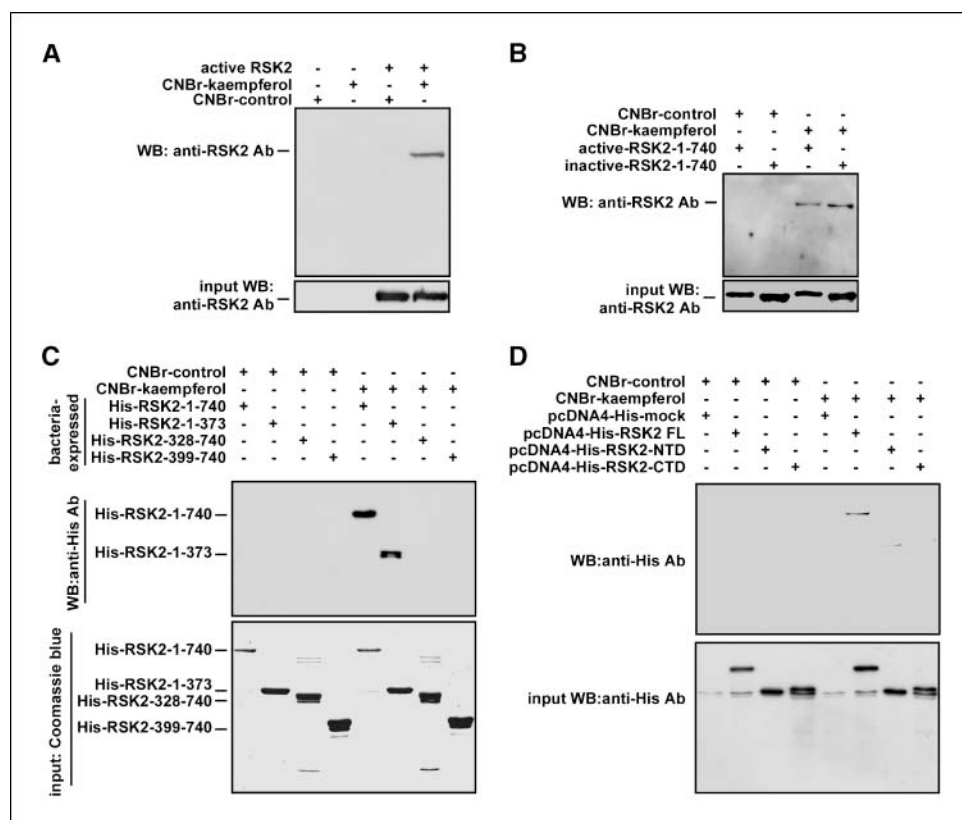 A
active RSK2 - - + +
CNBr-kaempferol - + - +
CNBr-control + - + -
WB: anti-RSK2 Ab
input WB:
anti-RSK2 Ab
B
CNBr-control + + - -
CNBr-kaempferol - - + +
active-RSK2-1-740 + - + -
inactive-RSK2-1-740 - + - +
WB: anti-RSK2 Ab
input WB:
anti-RSK2 Ab
C
CNBr-control + + + + - - - -
CNBr-kaempferol - - - - + + + +
bacteria-
expressed
His-RSK2-1-740 + - - - + - - -
His-RSK2-1-373 - + - - - + - -
His-RSK2-328-740 - - + - - - + -
His-RSK2-399-740 - - - + - - - +
WB:anti-His Ab
His-RSK2-1-740
His-RSK2-1-373
input: Coomassie blue
His-RSK2-1-740
His-RSK2-1-373
His-RSK2-328-740
His-RSK2-399-740
D
CNBr-control + + + + - - - -
CNBr-kaempferol - - - - + + + +
pcDNA4-His-mock + - - - + - - -
pcDNA4-His-RSK2 FL - + - - - + - -
pcDNA4-His-RSK2-NTD - - + - - - + -
pcDNA4-His-RSK2-CTD - - - + - - - +
WB:anti-His Ab
input WB:anti-His Ab